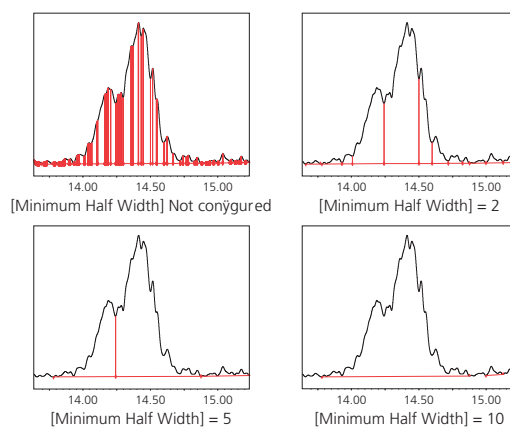 14.00 14.50 15.00
14.00 14.50 15.00
[Minimum Half Width] Not conÿgured
[Minimum Half Width] = 2
14.00 14.50 15.00
14.00 14.50 15.00
[Minimum Half Width] = 5
[Minimum Half Width] = 10